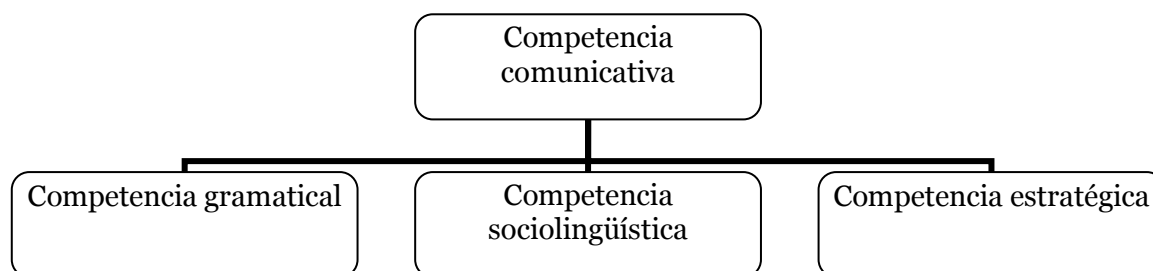 Competencia
comunicativa
Competencia gramatical
Competencia
sociolingüística
Competencia estratégica